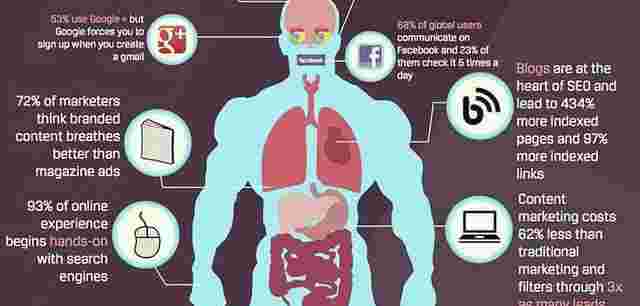 53% use Google + but
Google forces you to
sign up when you create
a gmail
facebook
68% of global users
communicate on
Facebook and 23% of
them check it 5 times a
day
72% of marketers
think branded
content breathes
better than
magazine ads
Blogs are at the
heart of SEO and
lead to 434%
more indexed
pages and 97%
more indexed
links
93% of online
experience
begins hands-on
with search
engines
Content
marketing costs
62% less than
traditional
marketing and
filters through 3x
as many leads